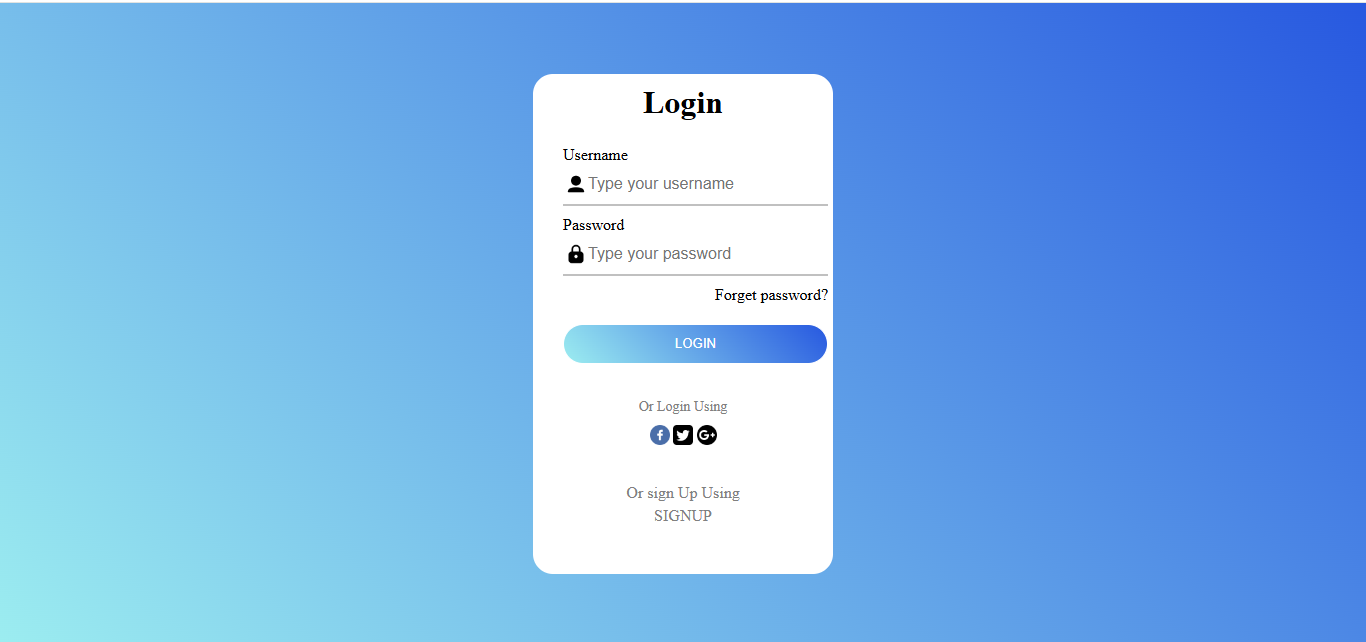 Login
Username
Type your username
Password
Type your password
Forget password?
LOGIN
Or Login Using
Or sign Up Using
SIGNUP